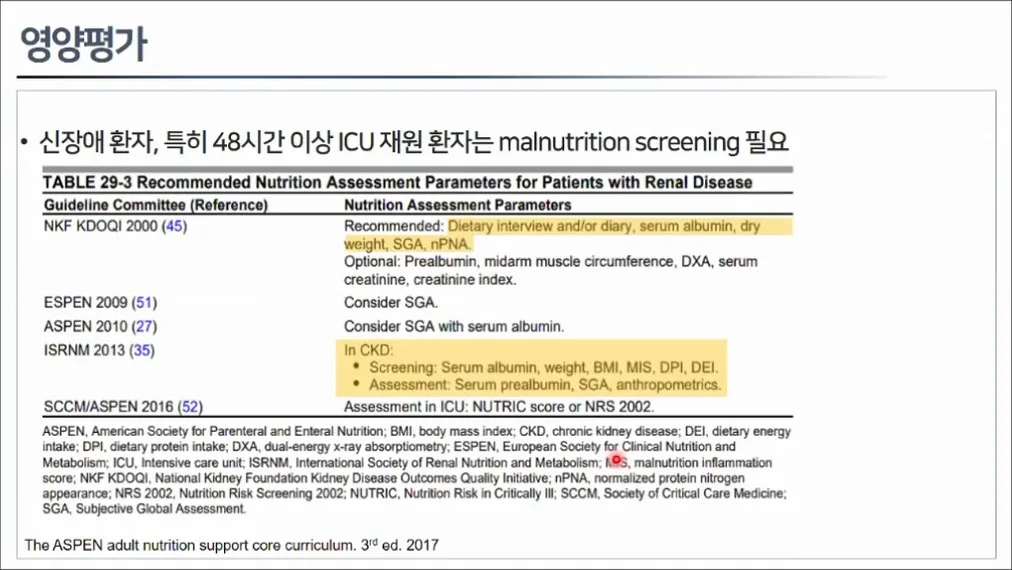 영양평가
• 신장애 환자, 특히 48시간 이상 ICU 재원 환자는 malnutrition screening 필요
TABLE 29-3 Recommended Nutrition Assessment Parameters for Patients with Renal Disease
Guideline Committee (Reference) Nutrition Assessment Parameters
NKF KDOQI 2000 (45) Recommended: Dietary interview and/or diary, serum albumin, dry
weight, SGA, nPNA.
Optional: Prealbumin, midarm muscle circumference, DXA, serum
creatinine, creatinine index.
ESPEN 2009 (51) Consider SGA.
ASPEN 2010 (27) Consider SGA with serum albumin.
ISRNM 2013 (35) In CKD:
• Screening: Serum albumin, weight, BMI, MIS, DPI, DEI.
• Assessment: Serum prealbumin, SGA, anthropometrics.
SCCM/ASPEN 2016 (52) Assessment in ICU: NUTRIC score or NRS 2002.
ASPEN, American Society for Parenteral and Enteral Nutrition; BMI, body mass index; CKD, chronic kidney disease; DEI, dietary energy
intake; DPI, dietary protein intake; DXA, dual-energy x-ray absorptiometry; ESPEN, European Society for Clinical Nutrition and
Metabolism; ICU, Intensive care unit; ISRNM, International Society of Renal Nutrition and Metabolism; MIS, malnutrition inflammation
score; NKF KDOQI, National Kidney Foundation Kidney Disease Outcomes Quality Initiative; nPNA, normalized protein nitrogen
appearance; NRS 2002, Nutrition Risk Screening 2002; NUTRIC, Nutrition Risk in Critically Ill; SCCM, Society of Critical Care Medicine;
SGA, Subjective Global Assessment.
The ASPEN adult nutrition support core curriculum. 3rd ed. 2017